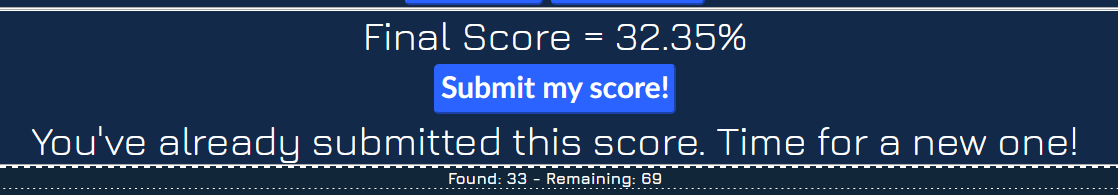 Final Score = 32.35%
Submit my score!
You've already submitted this score. Time for a new one!
Found: 33 - Remaining: 69